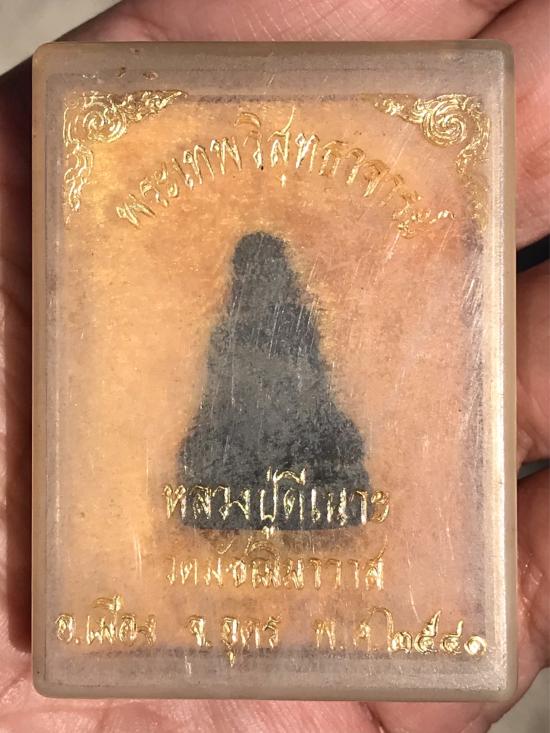 พระเทพวิสุทธาจารย์
หลวงปู่ดีเนาะ
วัดมัชฌิมาวาส
อ.เมือง จ.อุดร พ.ศ.๒๕๔๑